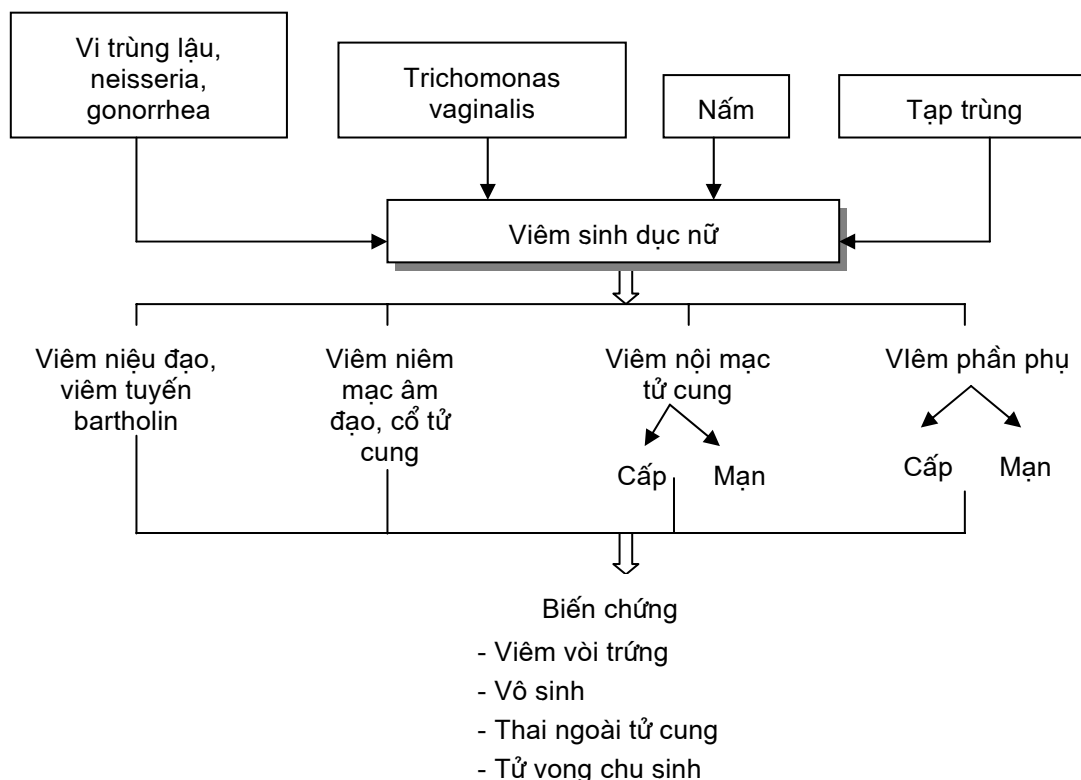 Vi trùng lậu,
neisseria,
gonorrhea
Trichomonas
vaginalis
Nấm
Tạp trùng
Viêm sinh dục nữ
Viêm niệu đạo,
viêm tuyến
bartholin
Viêm niêm
mạc âm
đạo, cổ tử
cung
Viêm nội mạc
tử cung
VIêm phần phụ
Cấp
Mạn
Cấp
Mạn
Biến chứng
- Viêm vòi trứng
- Vô sinh
- Thai ngoài tử cung
- Tử vong chu sinh